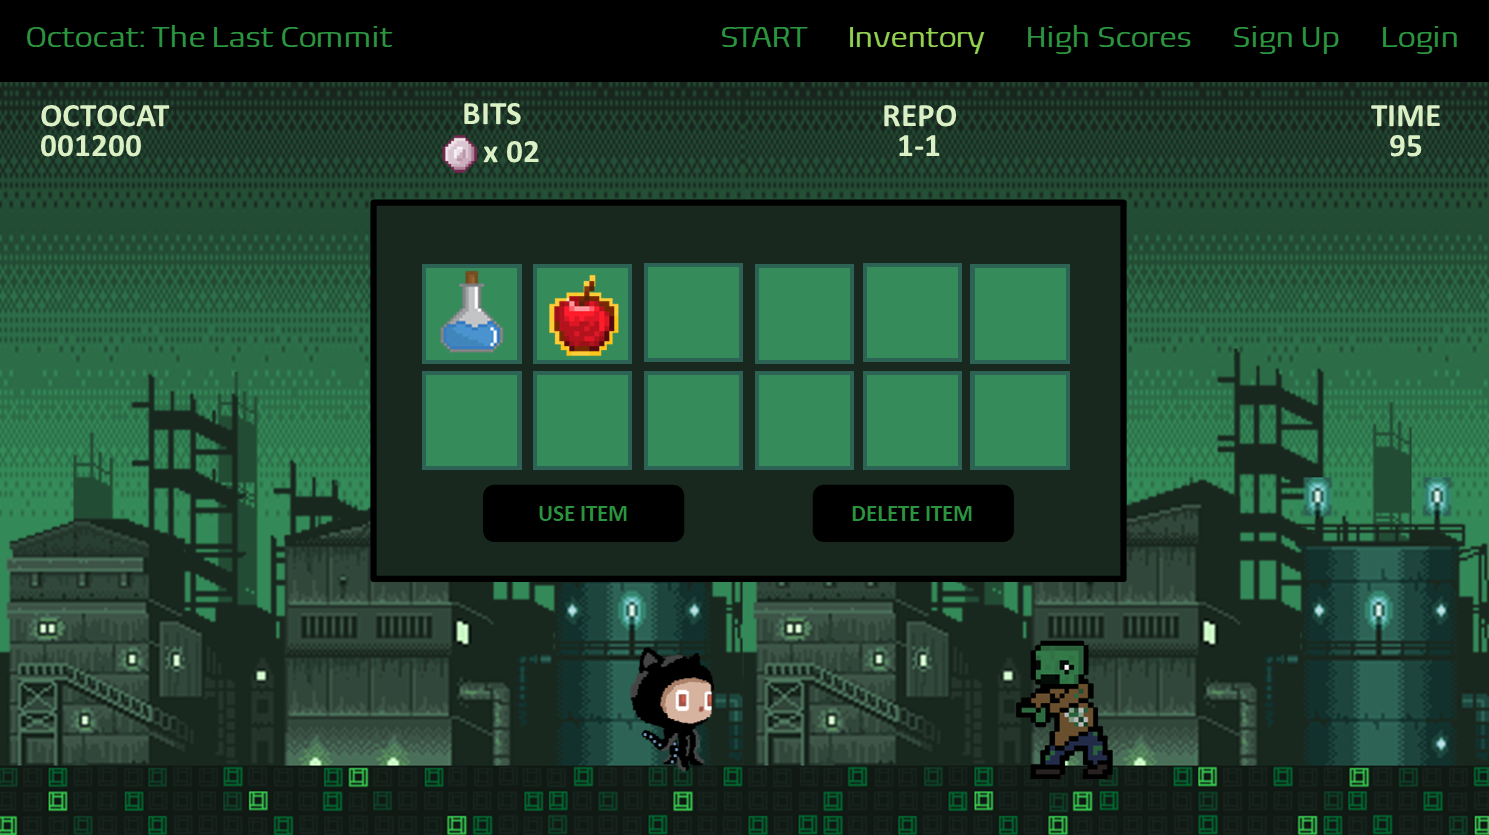 Octocat: The Last Commit
START Inventory High Scores Sign Up Login
OCTOCAT
001200
BITS
x 02
REPO
1-1
TIME
95
USE ITEM
DELETE ITEM